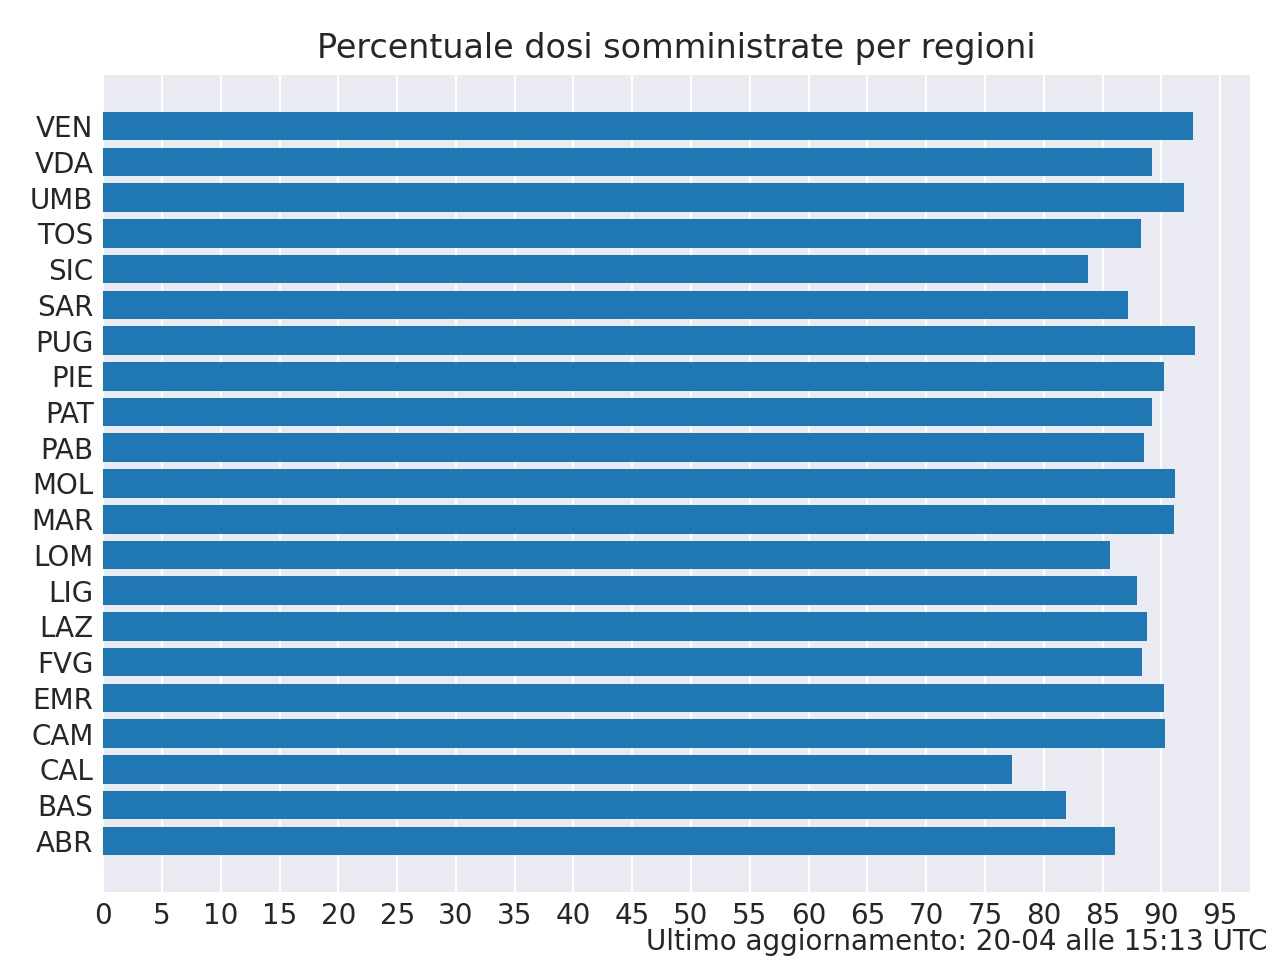 Percentuale dosi somministrate per regioni
VEN
VDA
UMB
TOS
SIC
SAR
PUG
PIE
PAT
PAB
MOL
MAR
LOM
LIG
LAZ
FVG
EMR
CAM
CAL
BAS
ABR
0 5 10 15 20 25 30 35 40 45 50 55 60 65 70 75 80 85 90 95
Ultimo aggiornamento: 20-04 alle 15:13 UTC